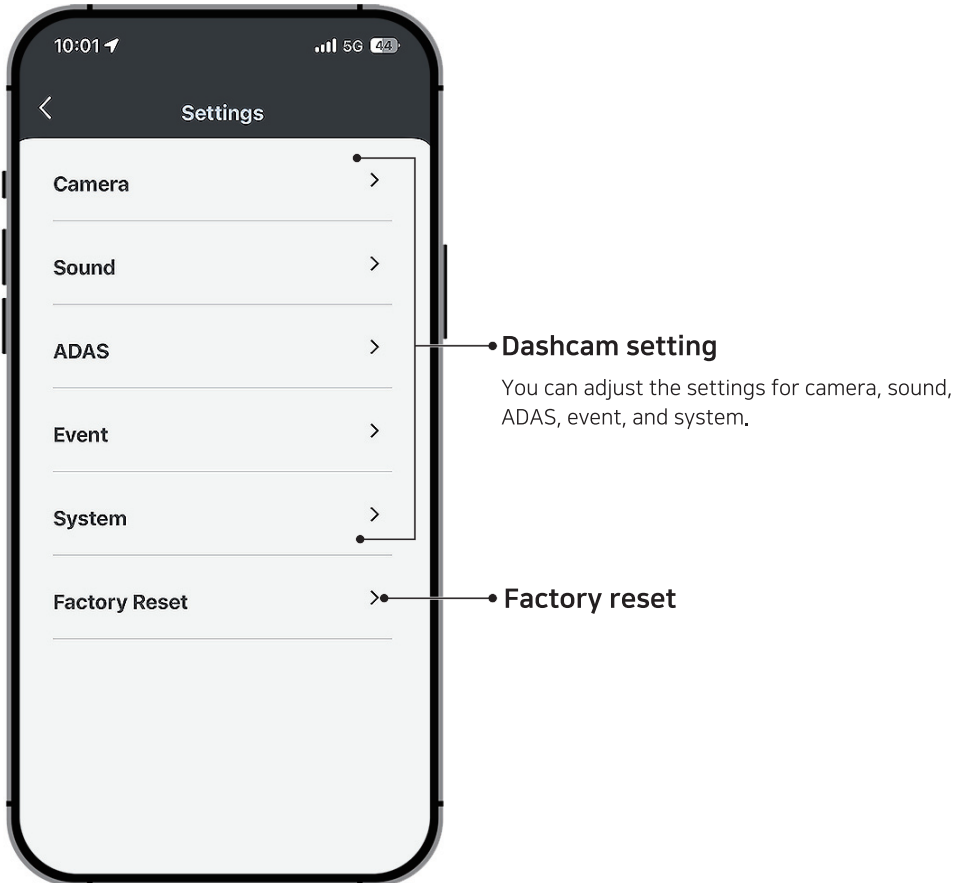 10:01 5G 44
Settings
Camera
Sound
ADAS
Event
System
Factory Reset
Dashcam setting
You can adjust the settings for camera, sound,
ADAS, event, and system.
Factory reset